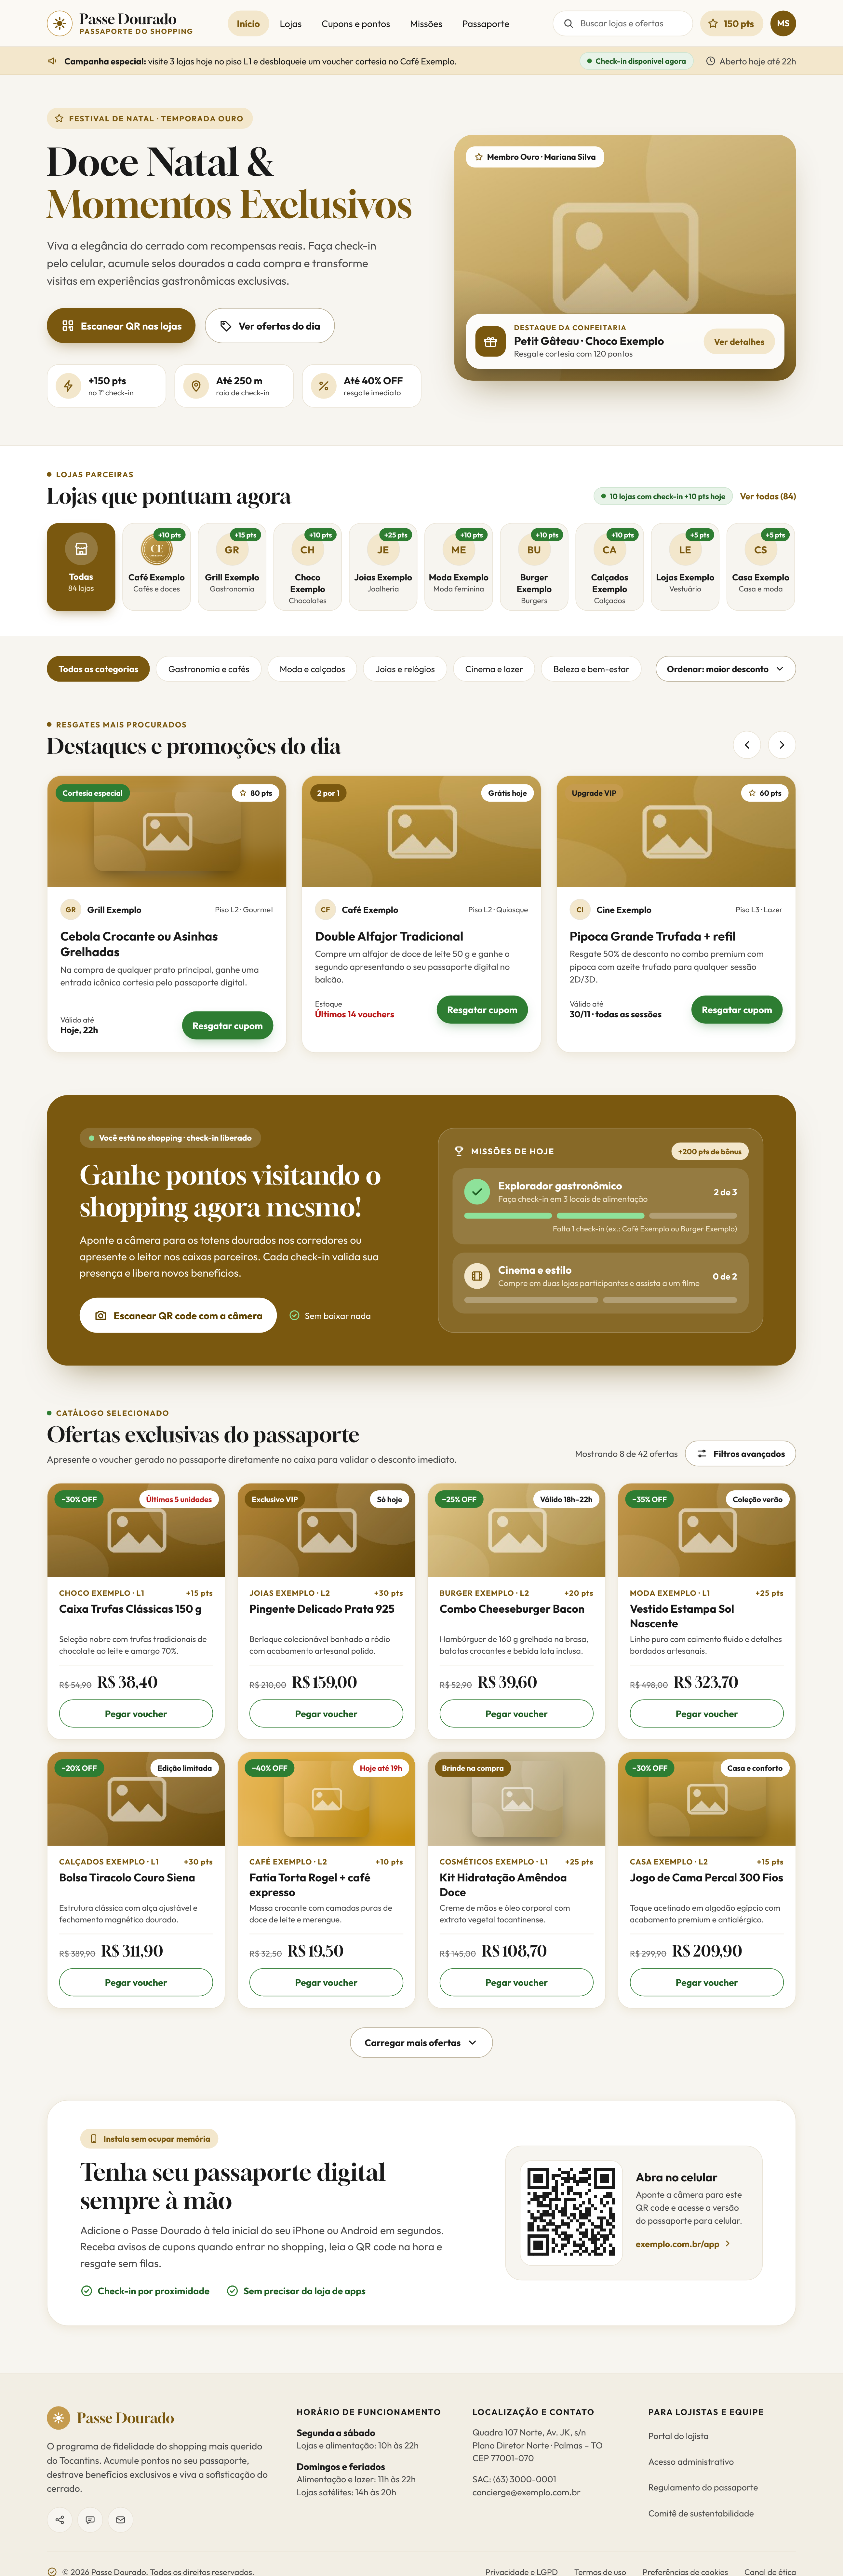 Passe Dourado
PASSAPORTE DO SHOPPING
Início
Lojas
Cupons e pontos
Missões
Passaporte
Buscar lojas e ofertas
150 pts
MS
Campanha especial: visite 3 lojas hoje no piso L1 e desbloqueie um voucher cortesia no Café Exemplo.
Check-in disponível agora
Aberto hoje até 22h
FESTIVAL DE NATAL · TEMPORADA OURO
Doce Natal &
Momentos Exclusivos
Viva a elegância do cerrado com recompensas reais. Faça check-in
pelo celular, acumule selos dourados a cada compra e transforme
visitas em experiências gastronômicas exclusivas.
Escanear QR nas lojas
Ver ofertas do dia
+150 pts
no 1º check-in
Até 250 m
raio de check-in
Até 40% OFF
resgate imediato
Membro Ouro · Mariana Silva
DESTAQUE DA CONFEITARIA
Petit Gâteau · Choco Exemplo
Resgate cortesia com 120 pontos
Ver detalhes
LOJAS PARCEIRAS
Lojas que pontuam agora
10 lojas com check-in +10 pts hoje
Ver todas (84)
Todas
84 lojas
+10 pts
CE
Café Exemplo
Cafés e doces
+15 pts
GR
Grill Exemplo
Gastronomia
+10 pts
CH
Choco
Exemplo
Chocolates
+25 pts
JE
Joias Exemplo
Joalheria
+10 pts
ME
Moda Exemplo
Moda feminina
+10 pts
BU
Burger
Exemplo
Burgers
+10 pts
CA
Calçados
Exemplo
Calçados
+5 pts
LE
Lojas Exemplo
Vestuário
+5 pts
CS
Casa Exemplo
Casa e moda
Todas as categorias
Gastronomia e cafés
Moda e calçados
Joias e relógios
Cinema e lazer
Beleza e bem-estar
Ordenar: maior desconto
RESGATES MAIS PROCURADOS
Destaques e promoções do dia
Cortesia especial
80 pts
GR
Grill Exemplo
Piso L2 · Gourmet
Cebola Crocante ou Asinhas
Grelhadas
Na compra de qualquer prato principal, ganhe uma
entrada icônica cortesia pelo passaporte digital.
Válido até
Hoje, 22h
Resgatar cupom
2 por 1
Grátis hoje
CF
Café Exemplo
Piso L2 · Quiosque
Double Alfajor Tradicional
Compre um alfajor de doce de leite 50 g e ganhe o
segundo apresentando o seu passaporte digital no
balcão.
Estoque
Últimos 14 vouchers
Resgatar cupom
Upgrade VIP
60 pts
CI
Cine Exemplo
Piso L3 · Lazer
Pipoca Grande Trufada + refil
Resgate 50% de desconto no combo premium com
pipoca com azeite trufado para qualquer sessão
2D/3D.
Válido até
30/11 · todas as sessões
Resgatar cupom
Você está no shopping · check-in liberado
Ganhe pontos visitando o
shopping agora mesmo!
Aponte a câmera para os totens dourados nos corredores ou
apresente o leitor nos caixas parceiros. Cada check-in valida sua
presença e libera novos benefícios.
Escanear QR code com a câmera
Sem baixar nada
MISSÕES DE HOJE
+200 pts de bônus
Explorador gastronômico
Faça check-in em 3 locais de alimentação
2 de 3
Falta 1 check-in (ex.: Café Exemplo ou Burger Exemplo)
Cinema e estilo
Compre em duas lojas participantes e assista a um filme
0 de 2
CATÁLOGO SELECIONADO
Ofertas exclusivas do passaporte
Apresente o voucher gerado no passaporte diretamente no caixa para validar o desconto imediato.
Mostrando 8 de 42 ofertas
Filtros avançados
−30% OFF
Últimas 5 unidades
CHOCO EXEMPLO · L1
+15 pts
Caixa Trufas Clássicas 150 g
Seleção nobre com trufas tradicionais de
chocolate ao leite e amargo 70%.
R$ 54,90
R$ 38,40
Pegar voucher
Exclusivo VIP
Só hoje
JOIAS EXEMPLO · L2
+30 pts
Pingente Delicado Prata 925
Berloque colecionável banhado a ródio
com acabamento artesanal polido.
R$ 210,00
R$ 159,00
Pegar voucher
−25% OFF
Válido 18h–22h
BURGER EXEMPLO · L2
+20 pts
Combo Cheeseburger Bacon
Hambúrguer de 160 g grelhado na brasa,
batatas crocantes e bebida lata inclusa.
R$ 52,90
R$ 39,60
Pegar voucher
−35% OFF
Coleção verão
MODA EXEMPLO · L1
+25 pts
Vestido Estampa Sol
Nascente
Linho puro com caimento fluido e detalhes
bordados artesanais.
R$ 498,00
R$ 323,70
Pegar voucher
−20% OFF
Edição limitada
CALÇADOS EXEMPLO · L1
+30 pts
Bolsa Tiracolo Couro Siena
Estrutura clássica com alça ajustável e
fechamento magnético dourado.
R$ 389,90
R$ 311,90
Pegar voucher
−40% OFF
Hoje até 19h
CAFÉ EXEMPLO · L2
+10 pts
Fatia Torta Rogel + café
expresso
Massa crocante com camadas puras de
doce de leite e merengue.
R$ 32,50
R$ 19,50
Pegar voucher
Brinde na compra
COSMÉTICOS EXEMPLO · L1
+25 pts
Kit Hidratação Amêndoa
Doce
Creme de mãos e óleo corporal com
extrato vegetal tocantinense.
R$ 145,00
R$ 108,70
Pegar voucher
−30% OFF
Casa e conforto
CASA EXEMPLO · L2
+15 pts
Jogo de Cama Percal 300 Fios
Toque acetinado em algodão egípcio com
acabamento premium e antialérgico.
R$ 299,90
R$ 209,90
Pegar voucher
Carregar mais ofertas
Instala sem ocupar memória
Tenha seu passaporte digital
sempre à mão
Adicione o Passe Dourado à tela inicial do seu iPhone ou Android em segundos.
Receba avisos de cupons quando entrar no shopping, leia o QR code na hora e
resgate sem filas.
Check-in por proximidade
Sem precisar da loja de apps
Abra no celular
Aponte a câmera para este
QR code e acesse a versão
do passaporte para celular.
exemplo.com.br/app
Passe Dourado
O programa de fidelidade do shopping mais querido
do Tocantins. Acumule pontos no seu passaporte,
destrave benefícios exclusivos e viva a sofisticação do
cerrado.
HORÁRIO DE FUNCIONAMENTO
Segunda a sábado
Lojas e alimentação: 10h às 22h
Domingos e feriados
Alimentação e lazer: 11h às 22h
Lojas satélites: 14h às 20h
LOCALIZAÇÃO E CONTATO
Quadra 107 Norte, Av. JK, s/n
Plano Diretor Norte · Palmas – TO
CEP 77001-070
SAC: (63) 3000-0001
concierge@exemplo.com.br
PARA LOJISTAS E EQUIPE
Portal do lojista
Acesso administrativo
Regulamento do passaporte
Comitê de sustentabilidade
© 2026 Passe Dourado. Todos os direitos reservados.
Privacidade e LGPD
Termos de uso
Preferências de cookies
Canal de ética